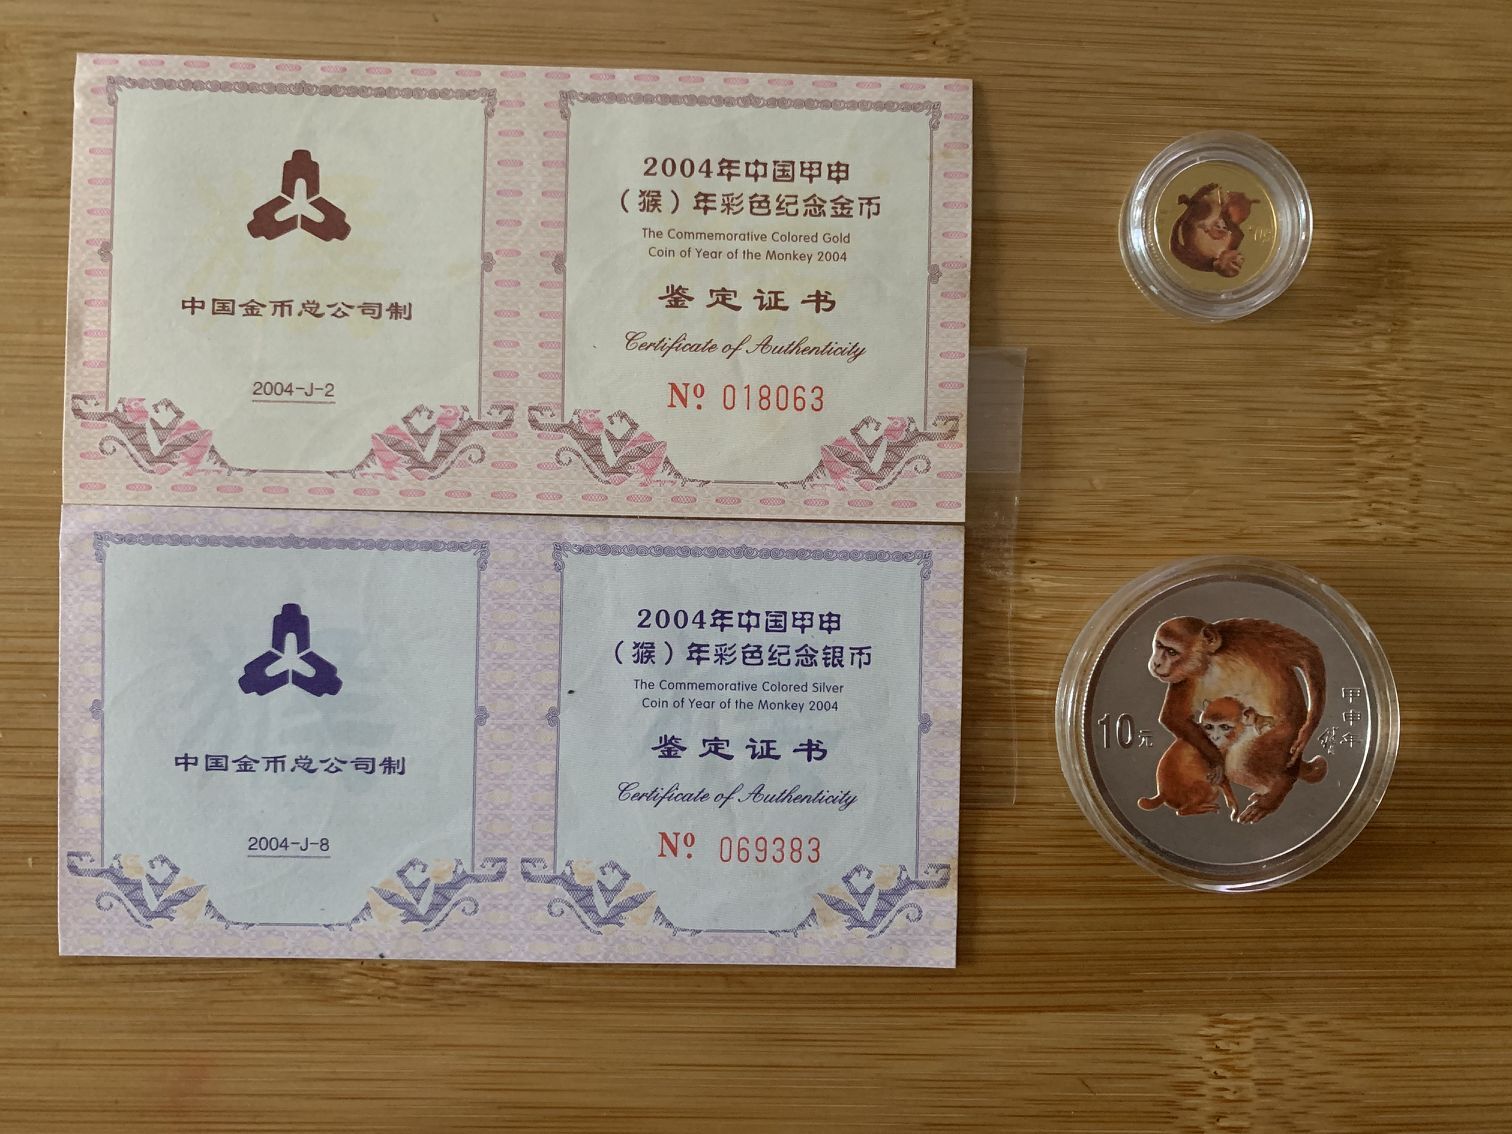 中国金币总公司制
2004-J-2
2004年中国甲申
（猴）年彩色纪念金币
The Commemorative Colored Gold
Coin of Year of the Monkey 2004
鉴定证书
Certificate of Authenticity
Nº. 018063
中国金币总公司制
2004-J-8
2004年中国甲申
（猴）年彩色纪念银币
The Commemorative Colored Silver
Coin of Year of the Monkey 2004
鉴定证书
Certificate of Authenticity
Nº. 069383
10元
甲申年